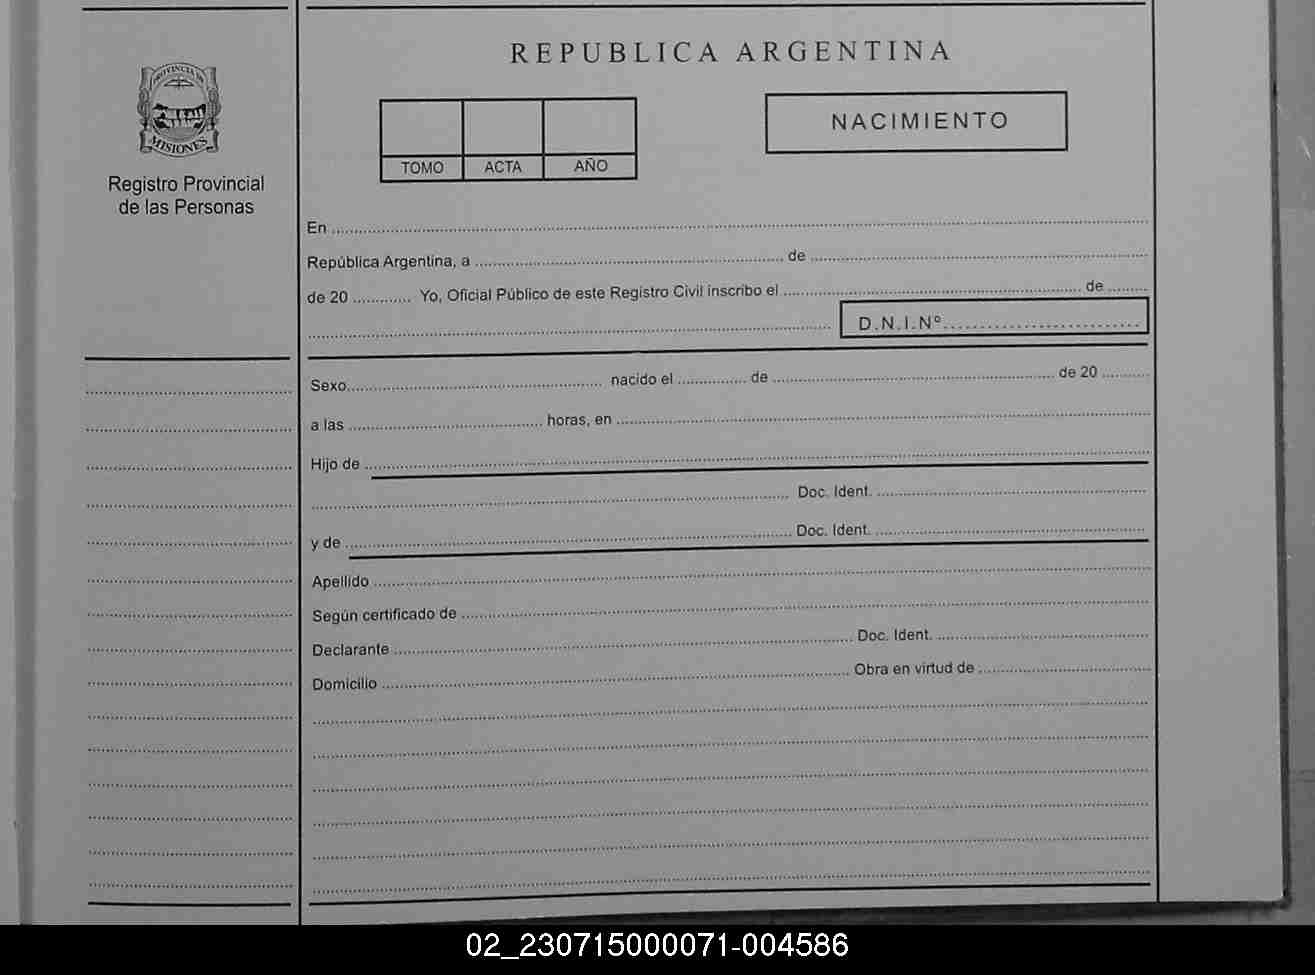 PROVINCIA DE
MISIONES
Registro Provincial
de las Personas
REPUBLICA ARGENTINA
NACIMIENTO
TOMO ACTA AÑO
En
República Argentina, a de
de 20 Yo, Oficial Público de este Registro Civil inscribo el de
D.N.I.Nº
Sexo nacido el de de 20
a las horas, en
Hijo de
Doc. Ident.
y de Doc. Ident.
Apellido
Según certificado de
Declarante Doc. Ident.
Domicilio Obra en virtud de
02_230715000071-004586